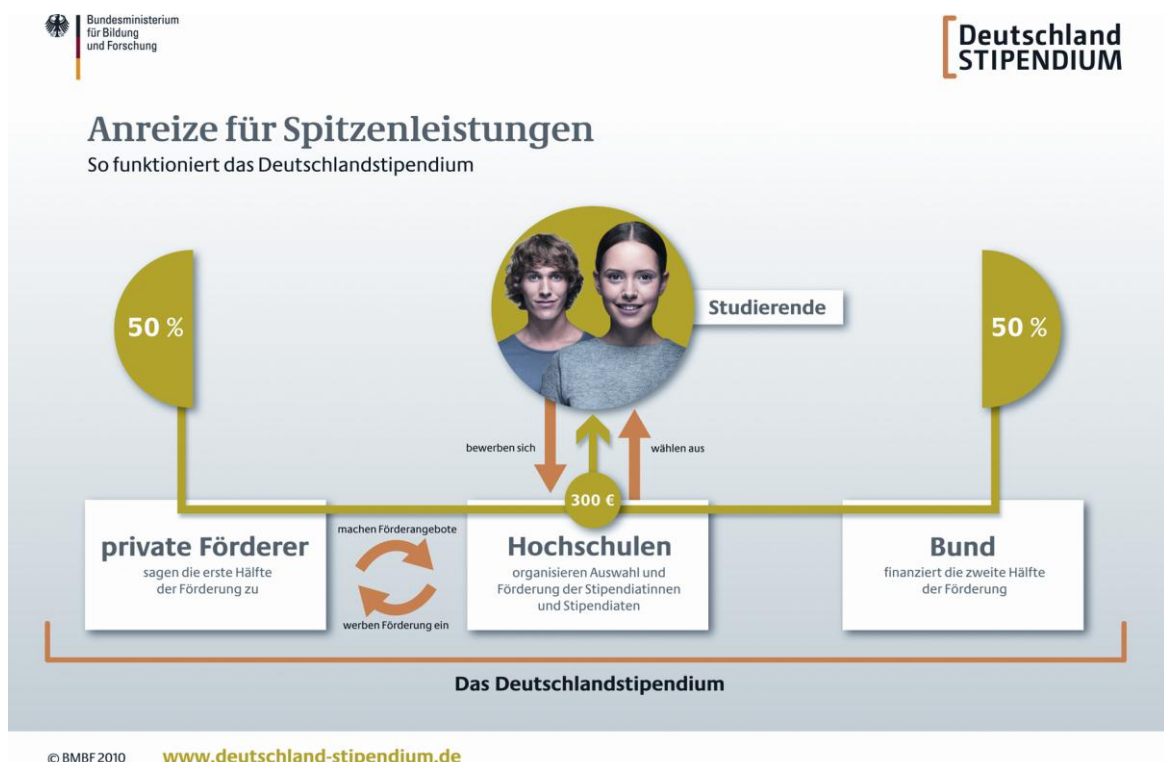 Bundesministerium
für Bildung
und Forschung
Deutschland
STIPENDIUM
Anreize für Spitzenleistungen
So funktioniert das Deutschlandstipendium
50 %
Studierende
50 %
bewerben sich
wählen aus
300 €
private Förderer
sagen die erste Hälfte
der Förderung zu
machen Förderangebote
werben Förderung ein
Hochschulen
organisieren Auswahl und
Förderung der Stipendiatinnen
und Stipendiaten
Bund
finanziert die zweite Hälfte
der Förderung
Das Deutschlandstipendium
© BMBF 2010
www.deutschland-stipendium.de